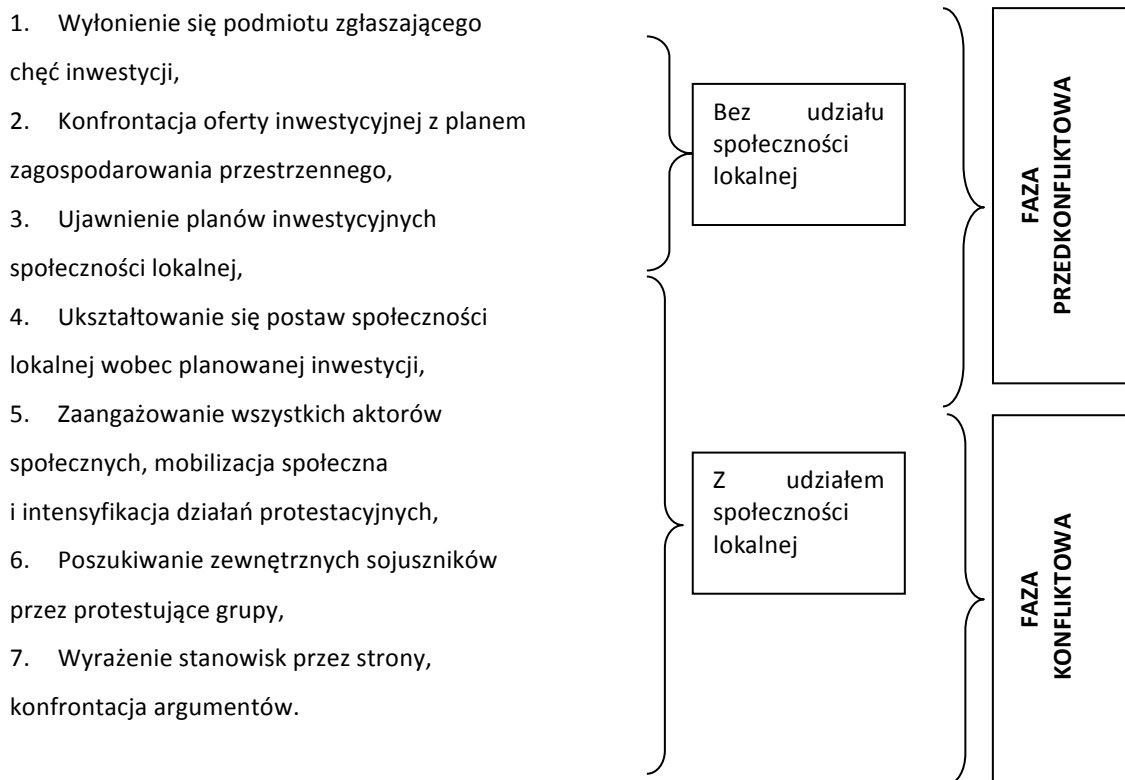 1. Wyłonienie się podmiotu zgłaszającego
chęć inwestycji,
2. Konfrontacja oferty inwestycyjnej z planem
zagospodarowania przestrzennego,
3. Ujawnienie planów inwestycyjnych
społeczności lokalnej,
4. Ukształtowanie się postaw społeczności
lokalnej wobec planowanej inwestycji,
5. Zaangażowanie wszystkich aktorów
społecznych, mobilizacja społeczna
i intensyfikacja działań protestacyjnych,
6. Poszukiwanie zewnętrznych sojuszników
przez protestujące grupy,
7. Wyrażenie stanowisk przez strony,
konfrontacja argumentów.
Bez udziału
społeczności
lokalnej
Z udziałem
społeczności
lokalnej
FAZA
PRZEDKONFLIKTOWA
FAZA
KONFLIKTOWA